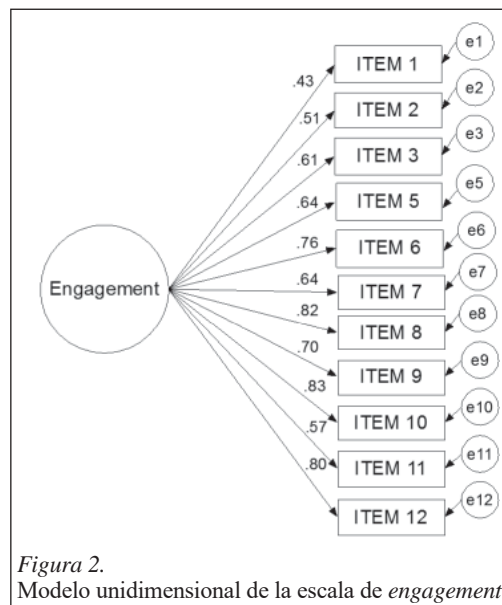 e1
ITEM 1
.43
e2
ITEM 2
.51
e3
ITEM 3
.61
e5
ITEM 5
.64
e6
ITEM 6
.76
Engagement
e7
ITEM 7
.64
e8
ITEM 8
.82
e9
ITEM 9
.70
e10
ITEM 10
.83
e11
ITEM 11
.57
e12
ITEM 12
.80
Figura 2.
Modelo unidimensional de la escala de engagement